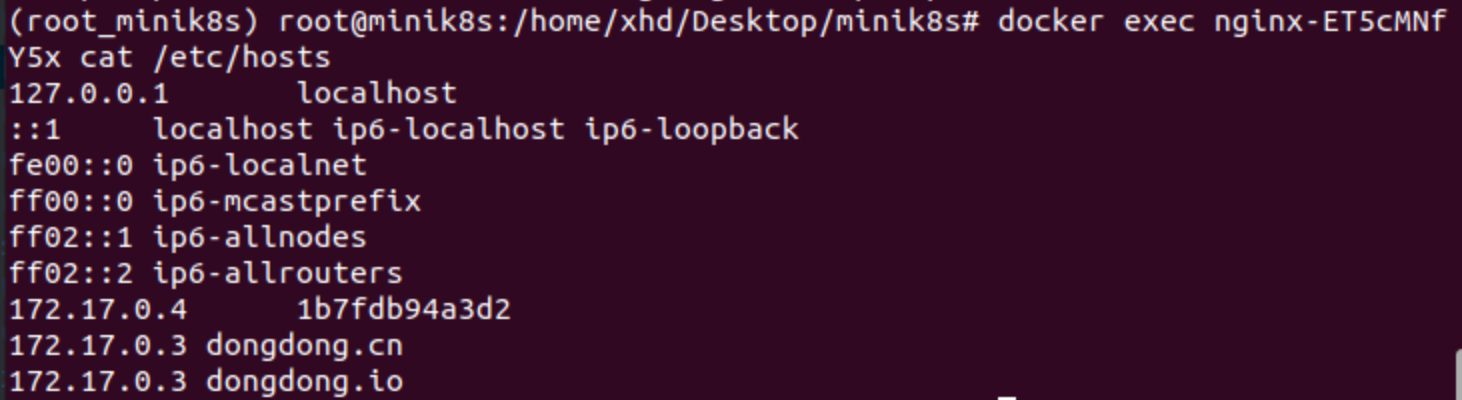 (root_minik8s) root@minik8s:/home/xhd/Desktop/minik8s# docker exec nginx-ET5cMNf
Y5x cat /etc/hosts
127.0.0.1       localhost
::1     localhost ip6-localhost ip6-loopback
fe00::0 ip6-localnet
ff00::0 ip6-mcastprefix
ff02::1 ip6-allnodes
ff02::2 ip6-allrouters
172.17.0.4      1b7fdb94a3d2
172.17.0.3 dongdong.cn
172.17.0.3 dongdong.io